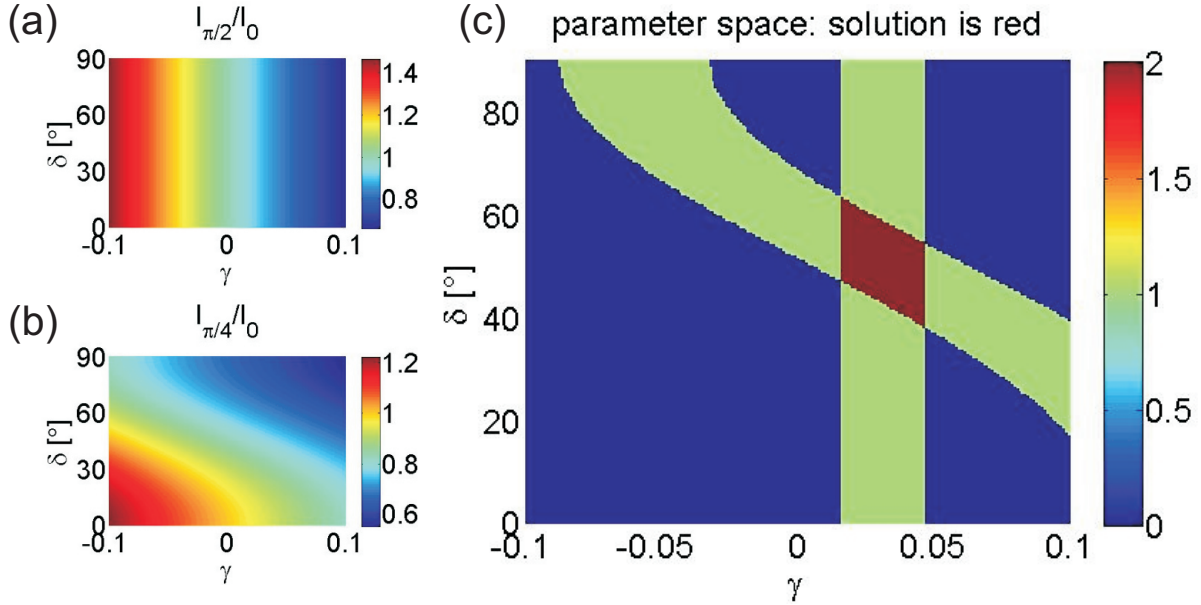 (a)
I_π/2/I_0
90
60
30
0
δ [°]
-0.1 0 0.1
γ
1.4
1.2
1
0.8
(b)
I_π/4/I_0
90
60
30
0
δ [°]
-0.1 0 0.1
γ
1.2
1
0.8
0.6
(c)
parameter space: solution is red
80
60
40
20
0
δ [°]
-0.1 -0.05 0 0.05 0.1
γ
2
1.5
1
0.5
0